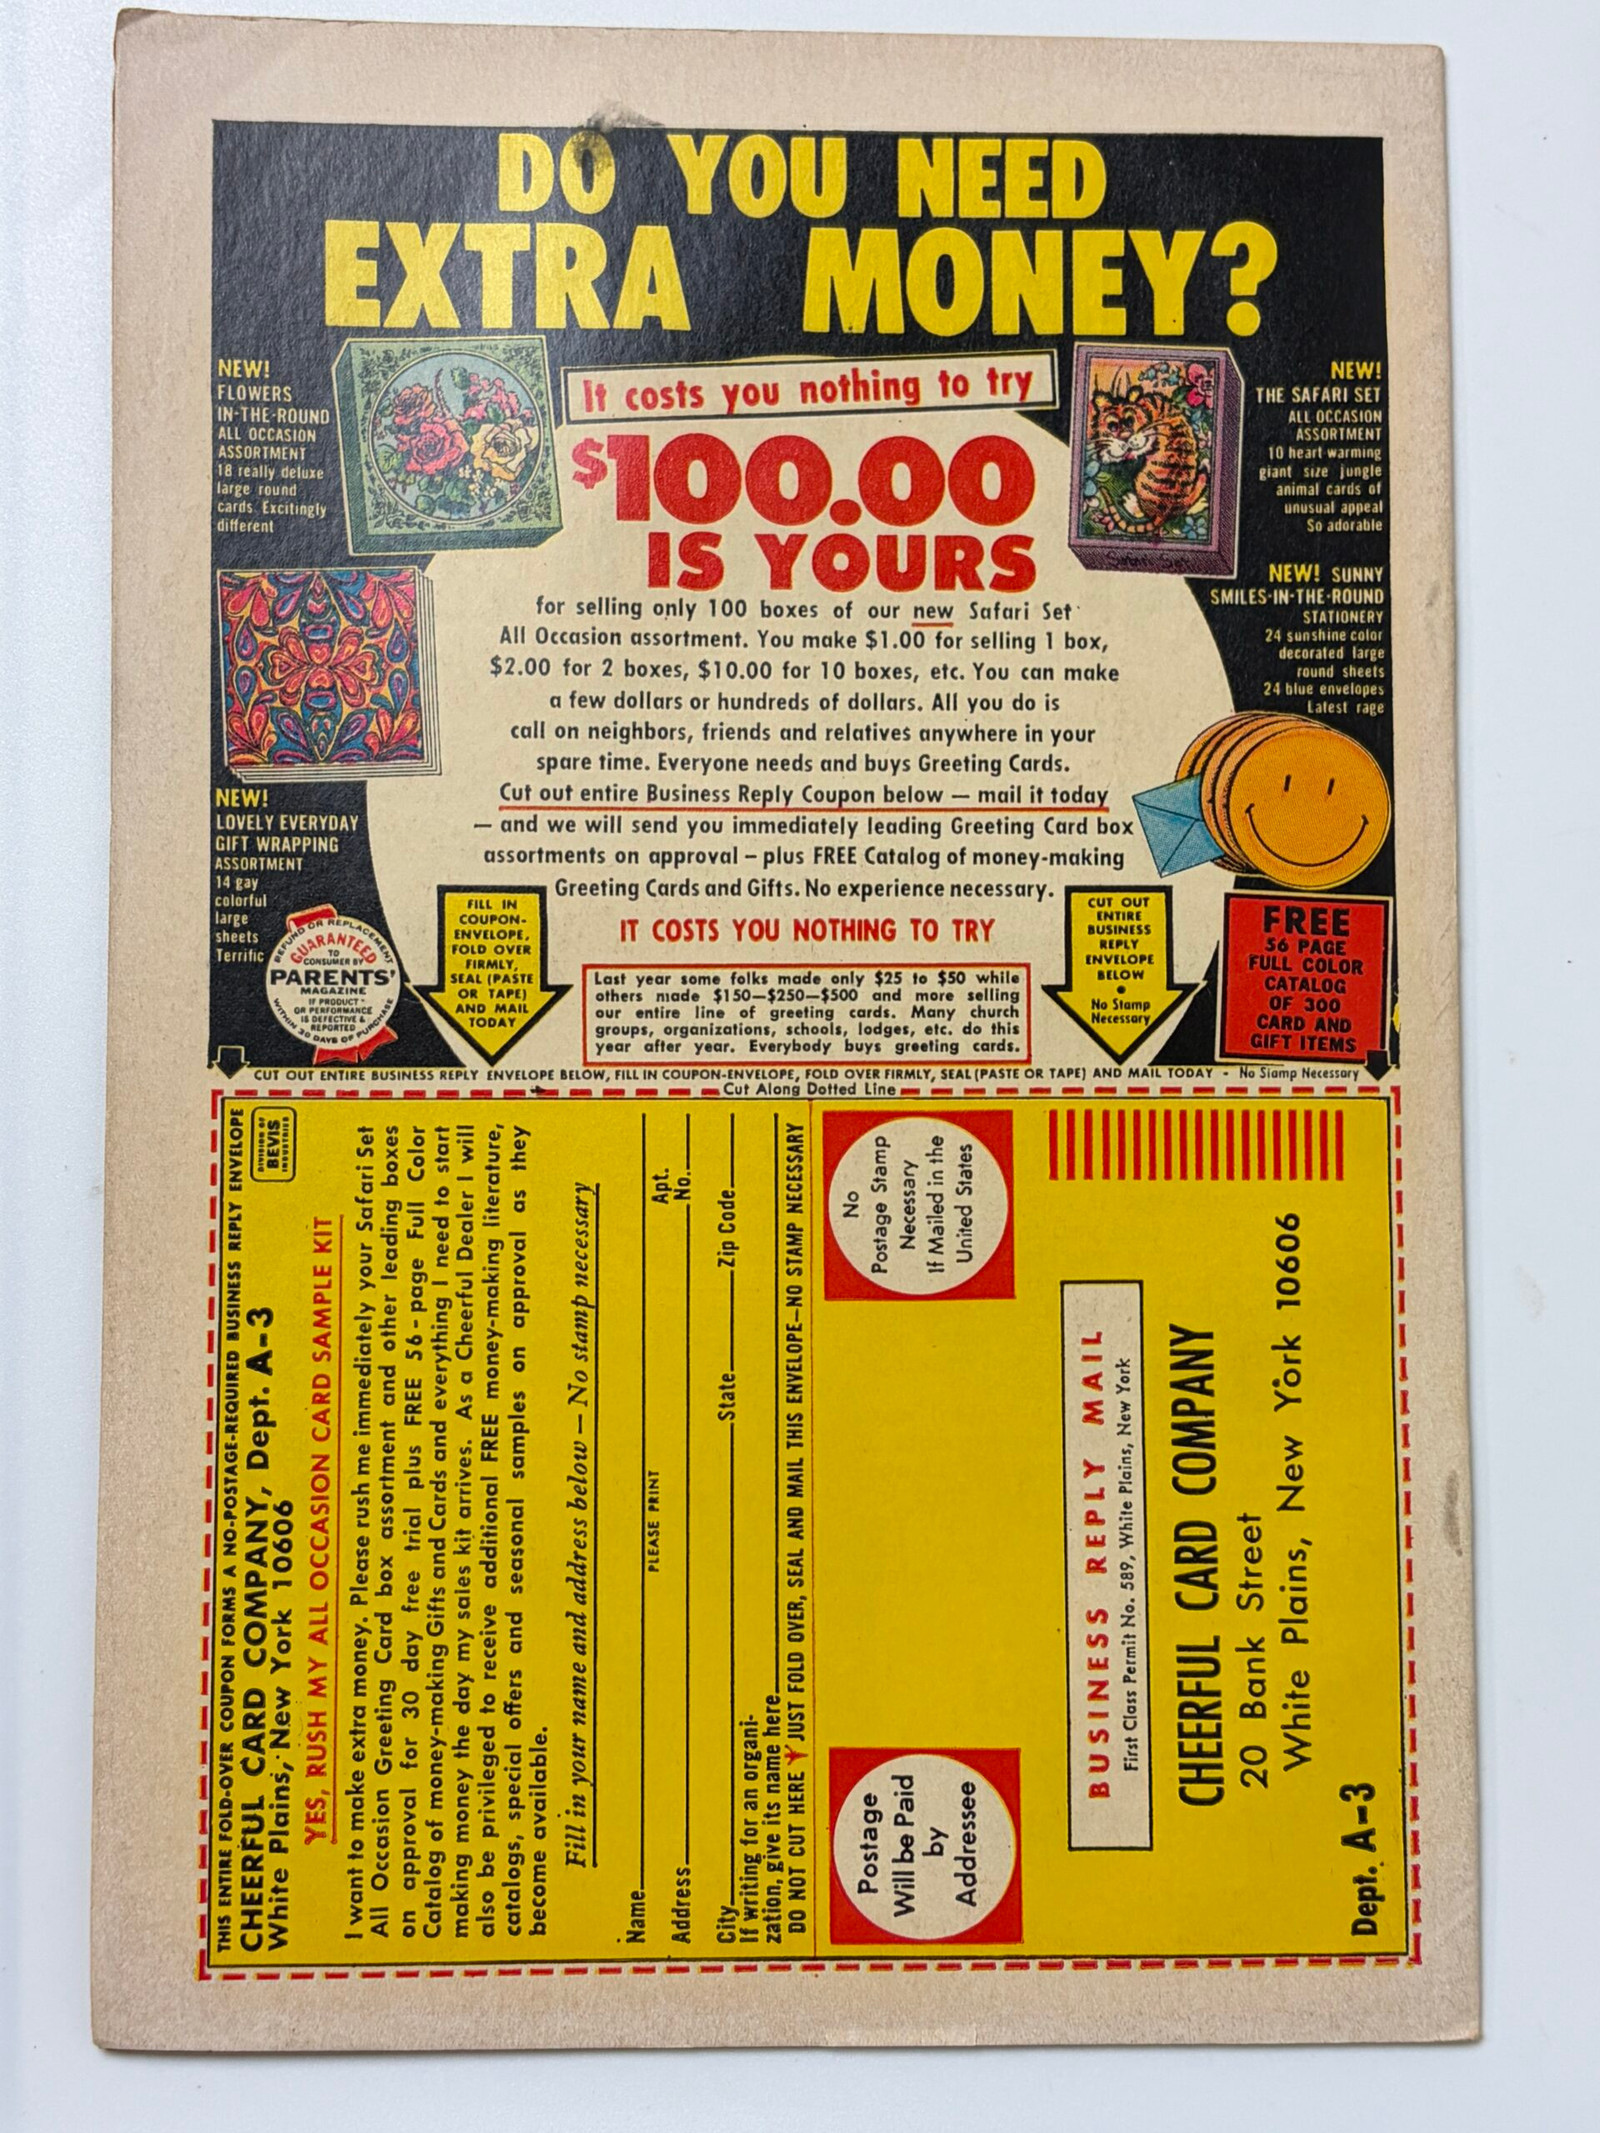 DO YOU NEED
EXTRA MONEY?
NEW!
FLOWERS
IN-THE-ROUND
ALL OCCASION
ASSORTMENT
18 really deluxe
large round
cards. Excitingly
different
It costs you nothing to try
$100.00
IS YOURS
NEW!
THE SAFARI SET
ALL OCCASION
ASSORTMENT
10 heart warming
giant size jungle
animal cards of
unusual appeal
So adorable
Safari Set
NEW! SUNNY
SMILES-IN-THE-ROUND
STATIONERY
24 sunshine color
decorated large
round sheets
24 blue envelopes
Latest rage
for selling only 100 boxes of our new Safari Set
All Occasion assortment. You make $1.00 for selling 1 box,
$2.00 for 2 boxes, $10.00 for 10 boxes, etc. You can make
a few dollars or hundreds of dollars. All you do is
call on neighbors, friends and relatives anywhere in your
spare time. Everyone needs and buys Greeting Cards.
Cut out entire Business Reply Coupon below — mail it today
— and we will send you immediately leading Greeting Card box
assortments on approval – plus FREE Catalog of money-making
Greeting Cards and Gifts. No experience necessary.
IT COSTS YOU NOTHING TO TRY
NEW!
LOVELY EVERYDAY
GIFT WRAPPING
ASSORTMENT
14 gay
colorful
large
sheets
Terrific
REFUND OR REPLACEMENT
GUARANTEED
TO
CONSUMER BY
PARENTS'
MAGAZINE
IF PRODUCT
OR PERFORMANCE
IS DEFECTIVE &
REPORTED
WITHIN 30 DAYS OF PURCHASE
FILL IN
COUPON-
ENVELOPE,
FOLD OVER
FIRMLY,
SEAL (PASTE
OR TAPE)
AND MAIL
TODAY
Last year some folks made only $25 to $50 while
others made $150—$250—$500 and more selling
our entire line of greeting cards. Many church
groups, organizations, schools, lodges, etc. do this
year after year. Everybody buys greeting cards.
CUT OUT
ENTIRE
BUSINESS
REPLY
ENVELOPE
BELOW
•
No Stamp
Necessary
FREE
56 PAGE
FULL COLOR
CATALOG
OF 300
CARD AND
GIFT ITEMS
CUT OUT ENTIRE BUSINESS REPLY ENVELOPE BELOW, FILL IN COUPON-ENVELOPE, FOLD OVER FIRMLY, SEAL (PASTE OR TAPE) AND MAIL TODAY - No Stamp Necessary
Cut Along Dotted Line
THIS ENTIRE FOLD-OVER COUPON FORMS A NO-POSTAGE-REQUIRED BUSINESS REPLY ENVELOPE
CHEERFUL CARD COMPANY, Dept. A-3
White Plains, New York 10606
DIVISION OF
BEVIS
INDUSTRIES
YES, RUSH MY ALL OCCASION CARD SAMPLE KIT
I want to make extra money. Please rush me immediately your Safari Set
All Occasion Greeting Card box assortment and other leading boxes
on approval for 30 day free trial plus FREE 56-page Full Color
Catalog of money-making Gifts and Cards and everything I need to start
making money the day my sales kit arrives. As a Cheerful Dealer I will
also be privileged to receive additional FREE money-making literature,
catalogs, special offers and seasonal samples on approval as they
become available.
Fill in your name and address below — No stamp necessary
Name
PLEASE PRINT
Address Apt. No.
City State Zip Code
If writing for an organi-
zation, give its name here
DO NOT CUT HERE JUST FOLD OVER, SEAL AND MAIL THIS ENVELOPE—NO STAMP NECESSARY
Postage
Will be Paid
by
Addressee
No
Postage Stamp
Necessary
If Mailed in the
United States
BUSINESS REPLY MAIL
First Class Permit No. 589, White Plains, New York
CHEERFUL CARD COMPANY
20 Bank Street
White Plains, New York 10606
Dept. A-3